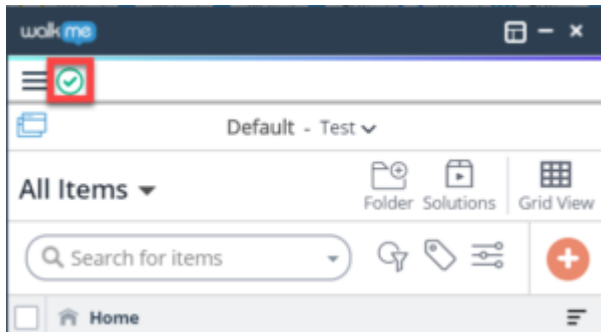 walkme
Default - Test
All Items
Folder Solutions Grid View
Search for items
Home